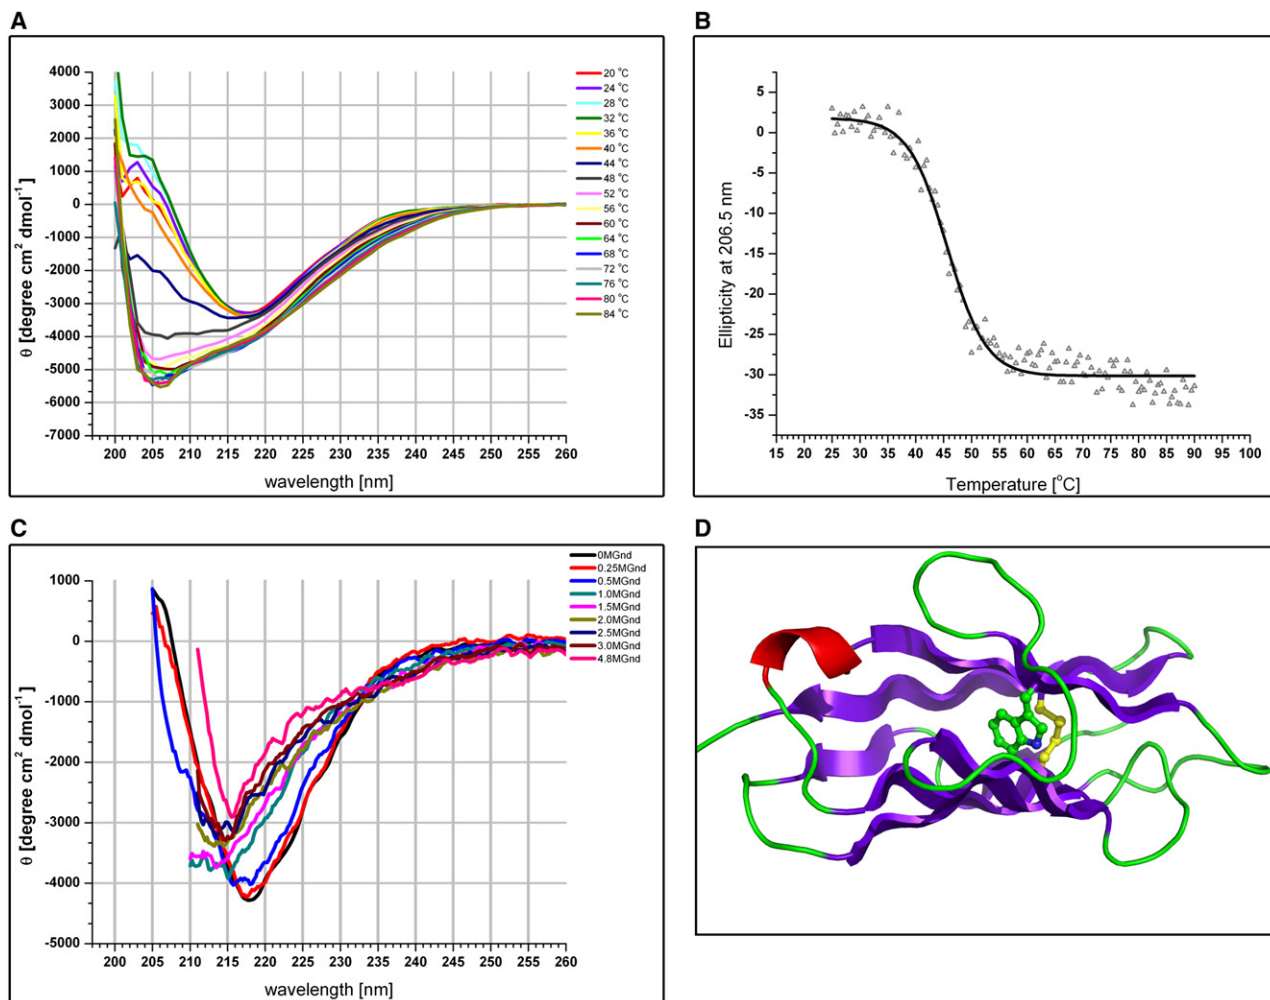 A
4000
3000
2000
1000
0
-1000
-2000
-3000
-4000
-5000
-6000
-7000
θ [degree cm² dmol⁻¹]
200 205 210 215 220 225 230 235 240 245 250 255 260
wavelength [nm]
20 °C
24 °C
28 °C
32 °C
36 °C
40 °C
44 °C
48 °C
52 °C
56 °C
60 °C
64 °C
68 °C
72 °C
76 °C
80 °C
84 °C
B
5
0
-5
-10
-15
-20
-25
-30
-35
Ellipticity at 206.5 nm
15 20 25 30 35 40 45 50 55 60 65 70 75 80 85 90 95 100
Temperature [°C]
C
1000
0
-1000
-2000
-3000
-4000
-5000
θ [degree cm² dmol⁻¹]
200 205 210 215 220 225 230 235 240 245 250 255 260
wavelength [nm]
0MGnd
0.25MGnd
0.5MGnd
1.0MGnd
1.5MGnd
2.0MGnd
2.5MGnd
3.0MGnd
4.8MGnd
D